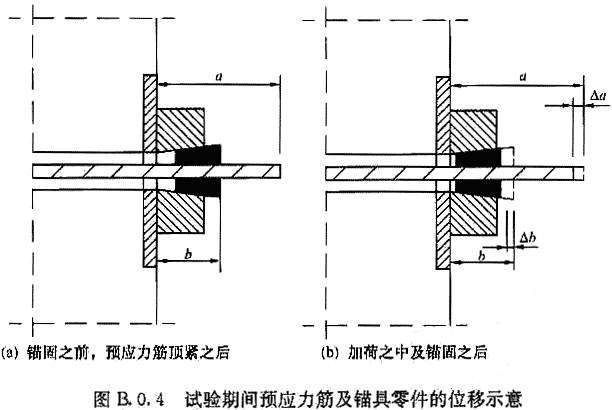 a
b
(a) 锚固之前，预应力筋顶紧之后
a
Δa
Δb
b
(b) 加荷之中及锚固之后
图 B.0.4 试验期间预应力筋及锚具零件的位移示意